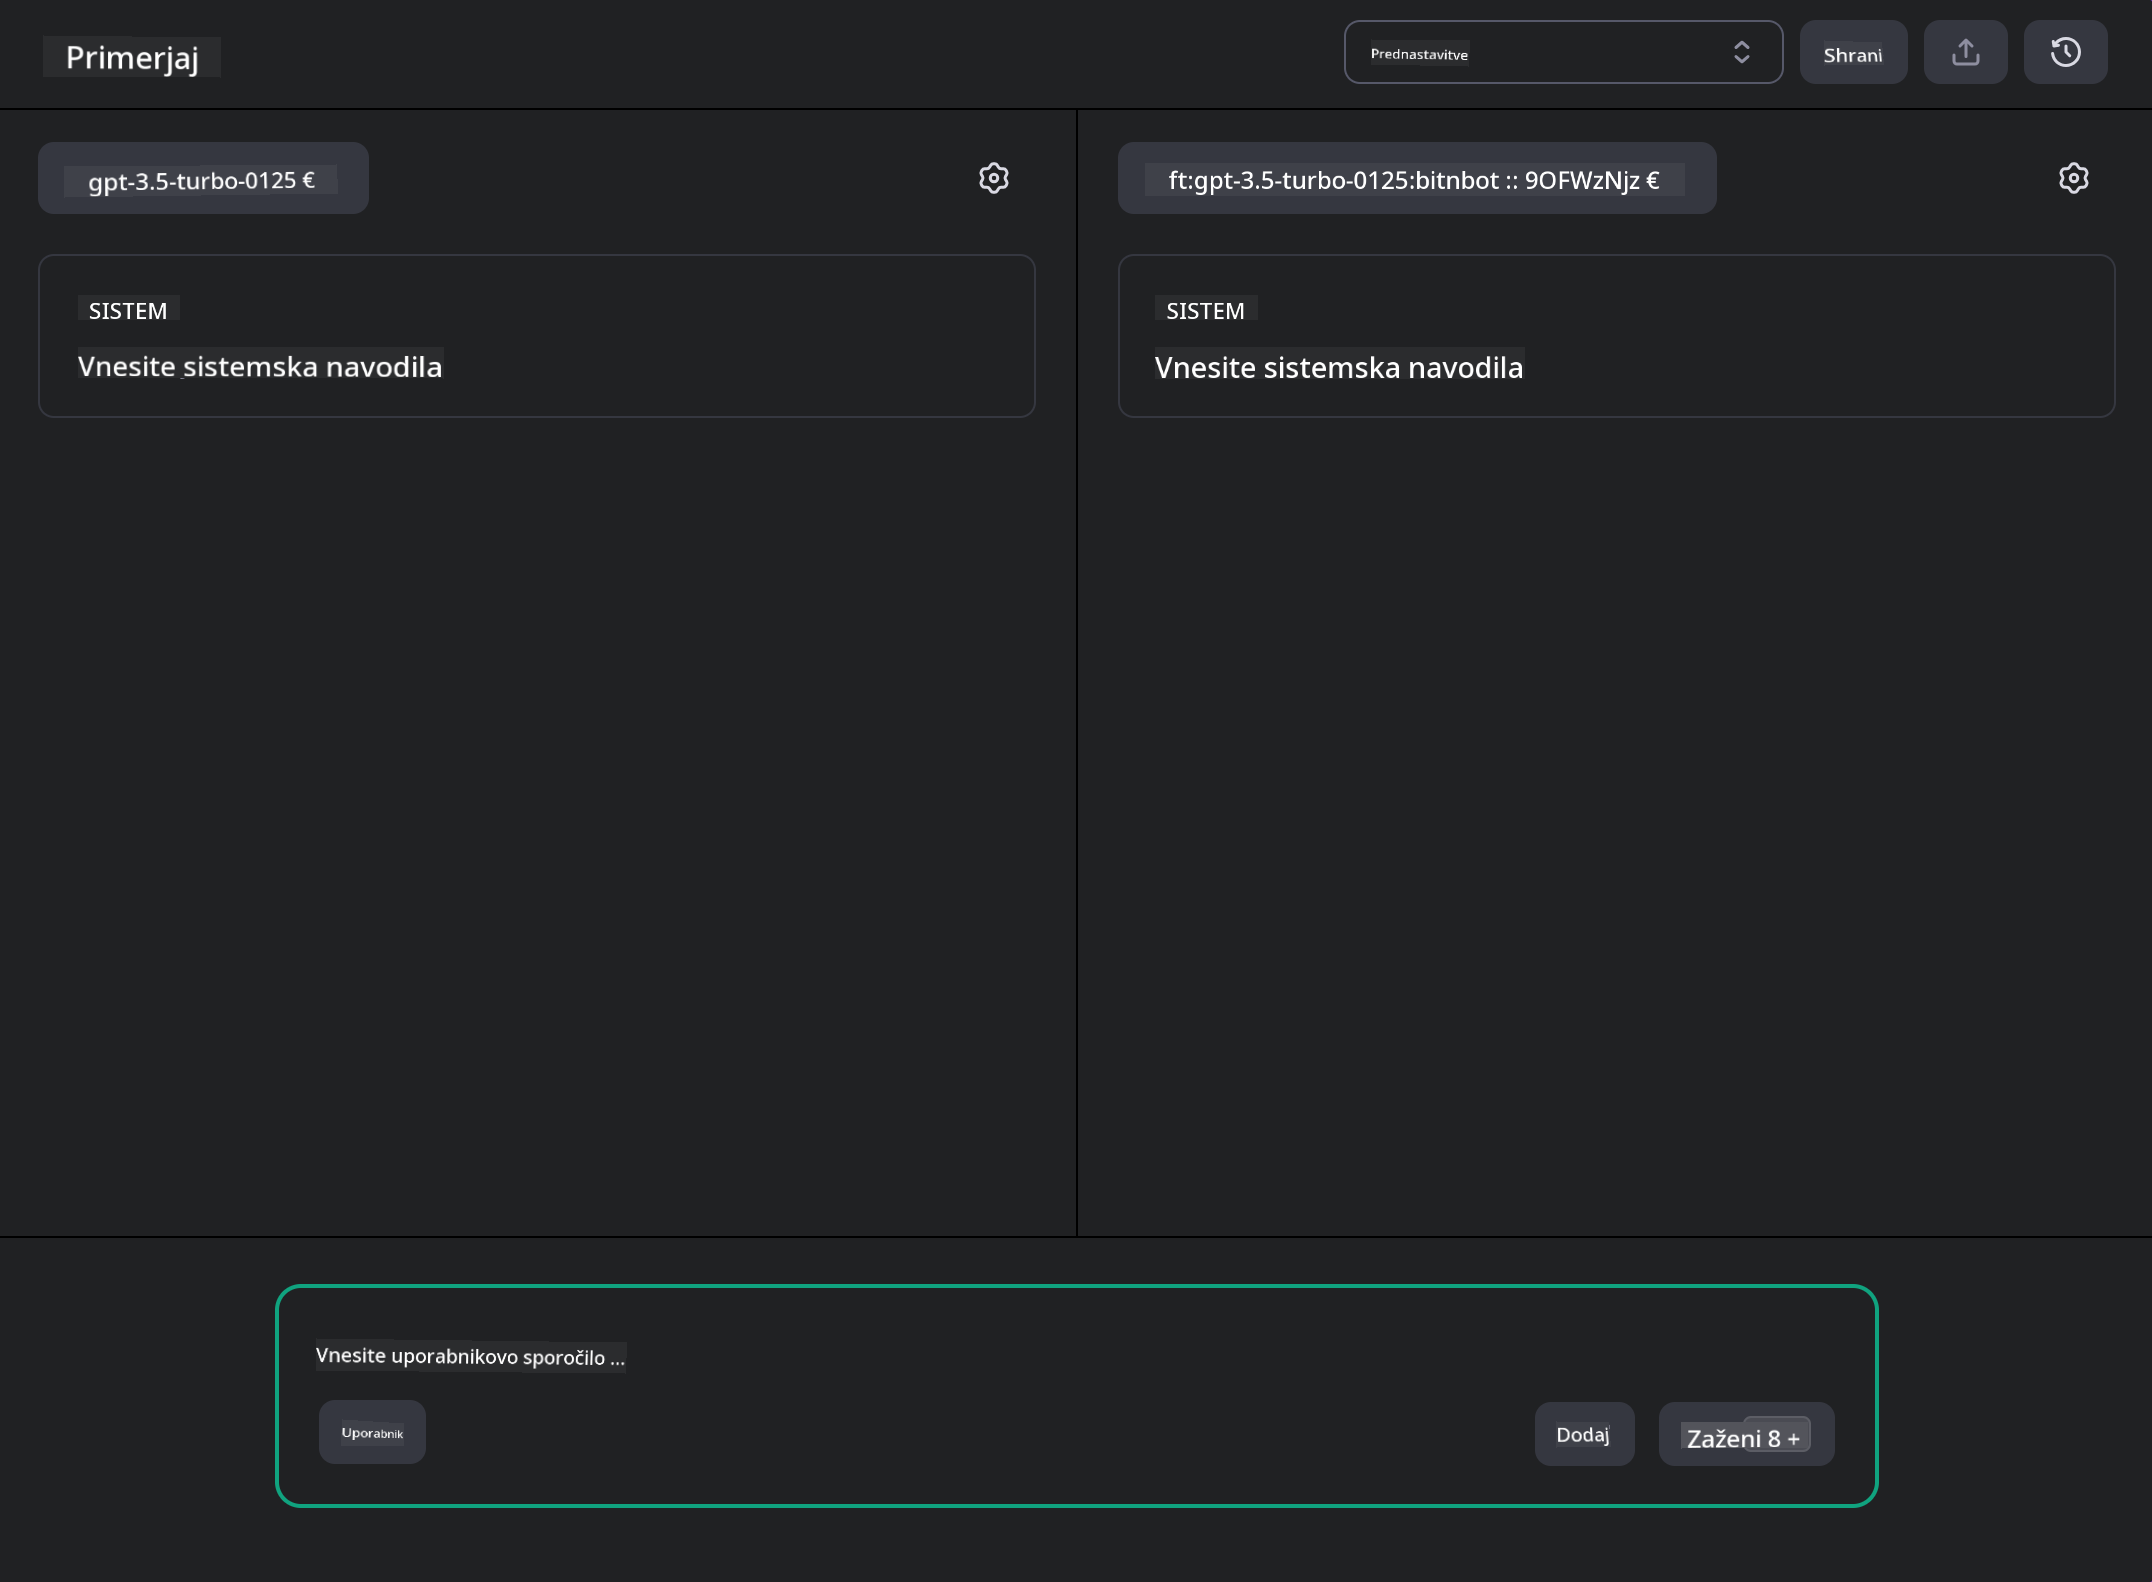 Primerjaj
Prednastavitve
Shrani
gpt-3.5-turbo-0125 €
ft:gpt-3.5-turbo-0125:bitnbot :: 9OFWzNjz €
SISTEM
Vnesite sistemska navodila
SISTEM
Vnesite sistemska navodila
Vnesite uporabnikovo sporočilo ...
Uporabnik
Dodaj
Zaženi 8 +